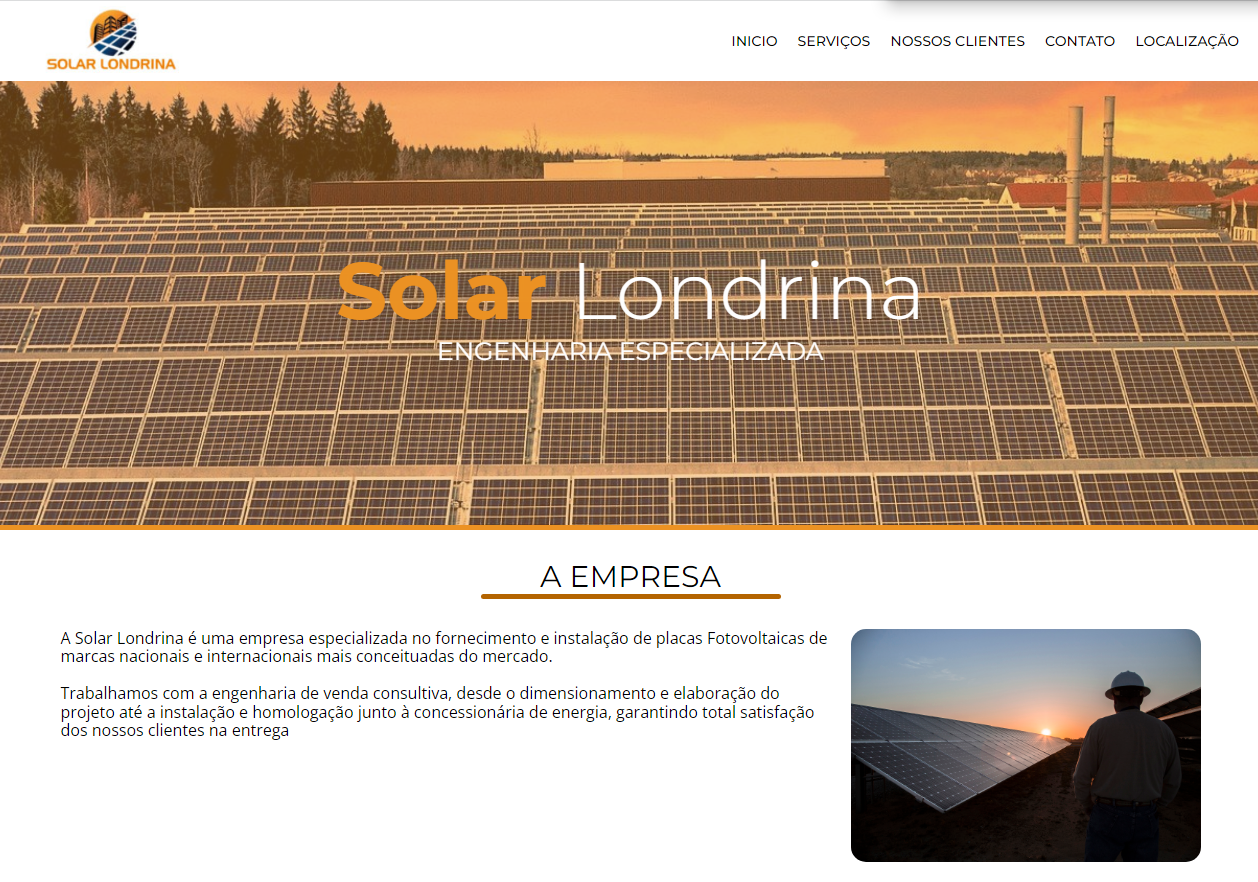 SOLAR LONDRINA
INICIO SERVIÇOS NOSSOS CLIENTES CONTATO LOCALIZAÇÃO
Solar Londrina
ENGENHARIA ESPECIALIZADA
A EMPRESA
A Solar Londrina é uma empresa especializada no fornecimento e instalação de placas Fotovoltaicas de
marcas nacionais e internacionais mais conceituadas do mercado.
Trabalhamos com a engenharia de venda consultiva, desde o dimensionamento e elaboração do
projeto até a instalação e homologação junto à concessionária de energia, garantindo total satisfação
dos nossos clientes na entrega